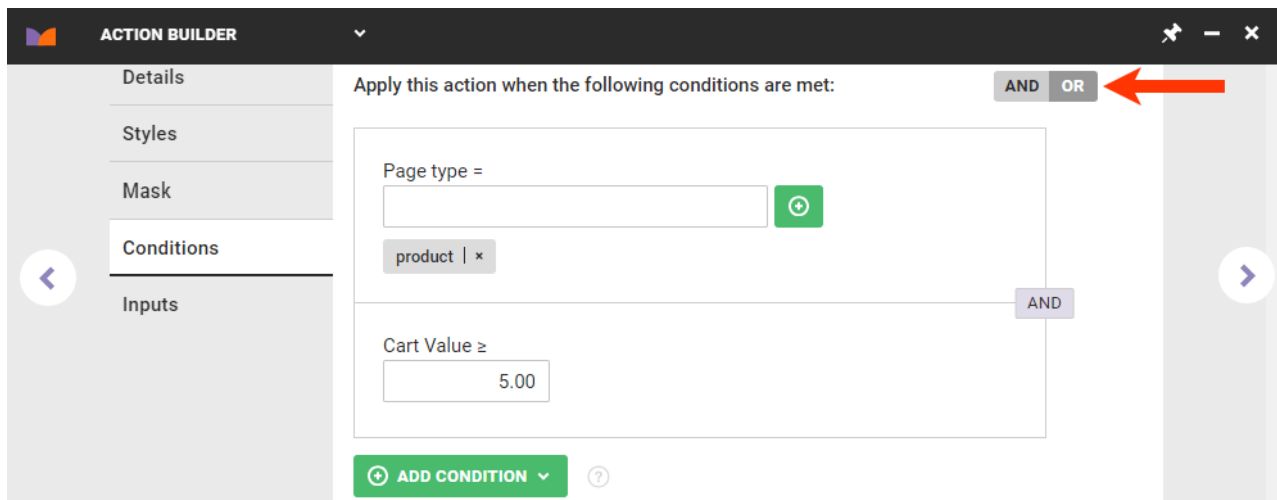 ACTION BUILDER
Details
Apply this action when the following conditions are met:
AND OR
Styles
Page type =
Mask
Conditions
product | ×
Inputs
AND
Cart Value ≥
5.00
ADD CONDITION
?